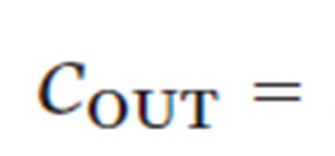 C_OUT =